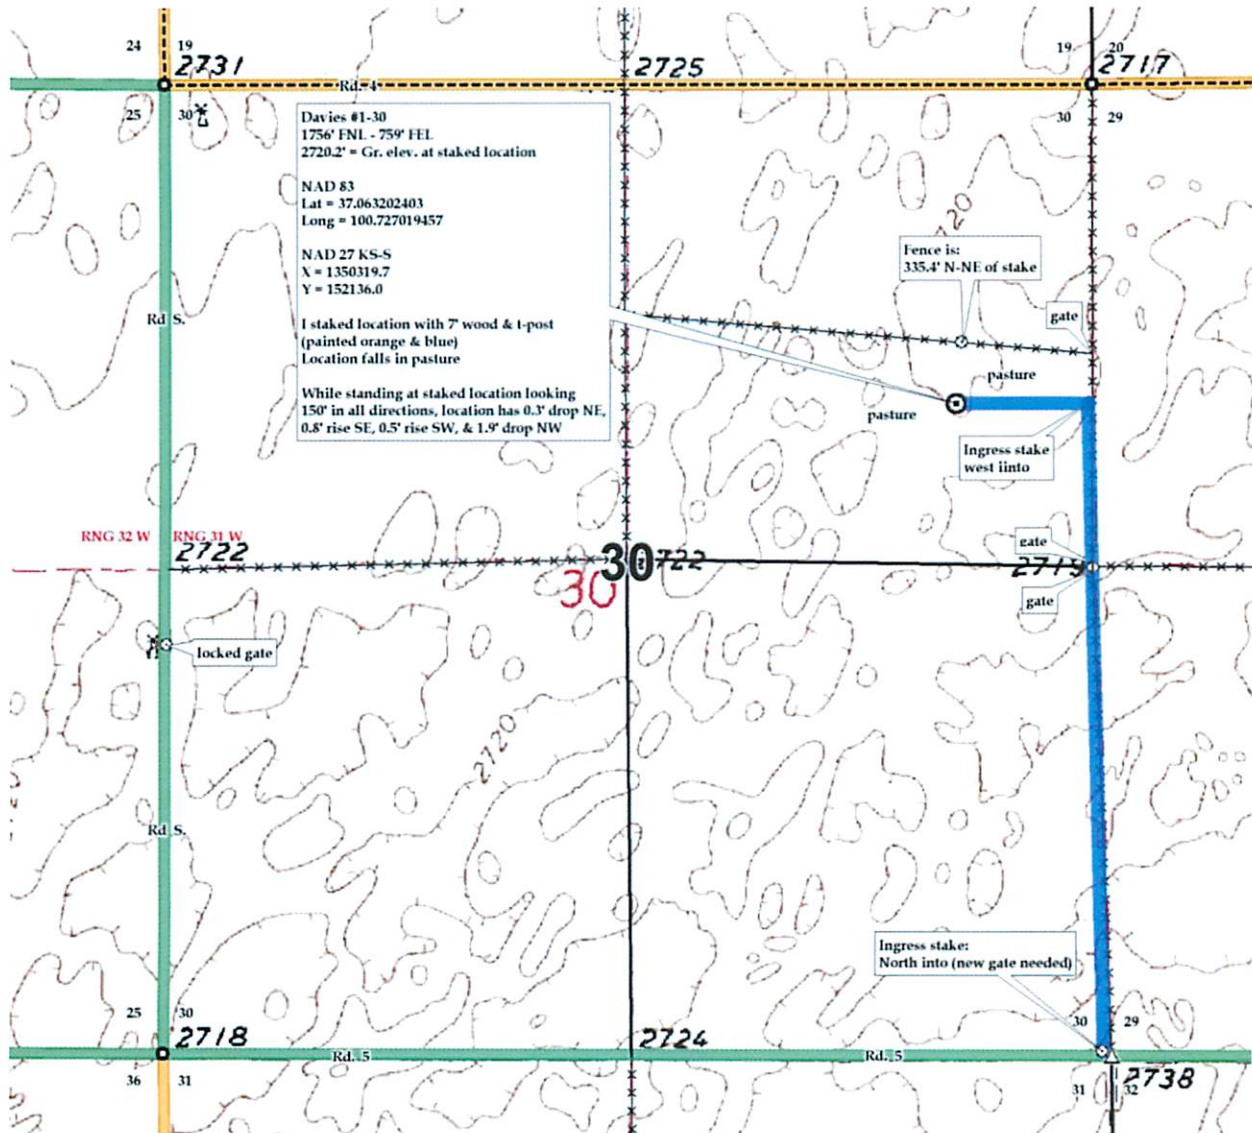 24 19
2731
2725
19 20
2717
Rd. 4
25 30
30 29
Davies #1-30
1756' FNL - 759' FEL
2720.2' = Gr. elev. at staked location
NAD 83
Lat = 37.063202403
Long = 100.727019457
NAD 27 KS-S
X = 1350319.7
Y = 152136.0
I staked location with 7' wood & t-post
(painted orange & blue)
Location falls in pasture
While standing at staked location looking
150' in all directions, location has 0.3' drop NE,
0.8' rise SE, 0.5' rise SW, & 1.9' drop NW
Fence is:
335.4' N-NE of stake
gate
Rd S.
pasture
pasture
Ingress stake
west iinto
RNG 32 W RNG 31 W
2722
30
30
gate
2719
gate
locked gate
2720
Rd S.
Ingress stake:
North into (new gate needed)
25 30
30 29
2718
2724
Rd. 5
Rd. 5
36 31
31 32
2738